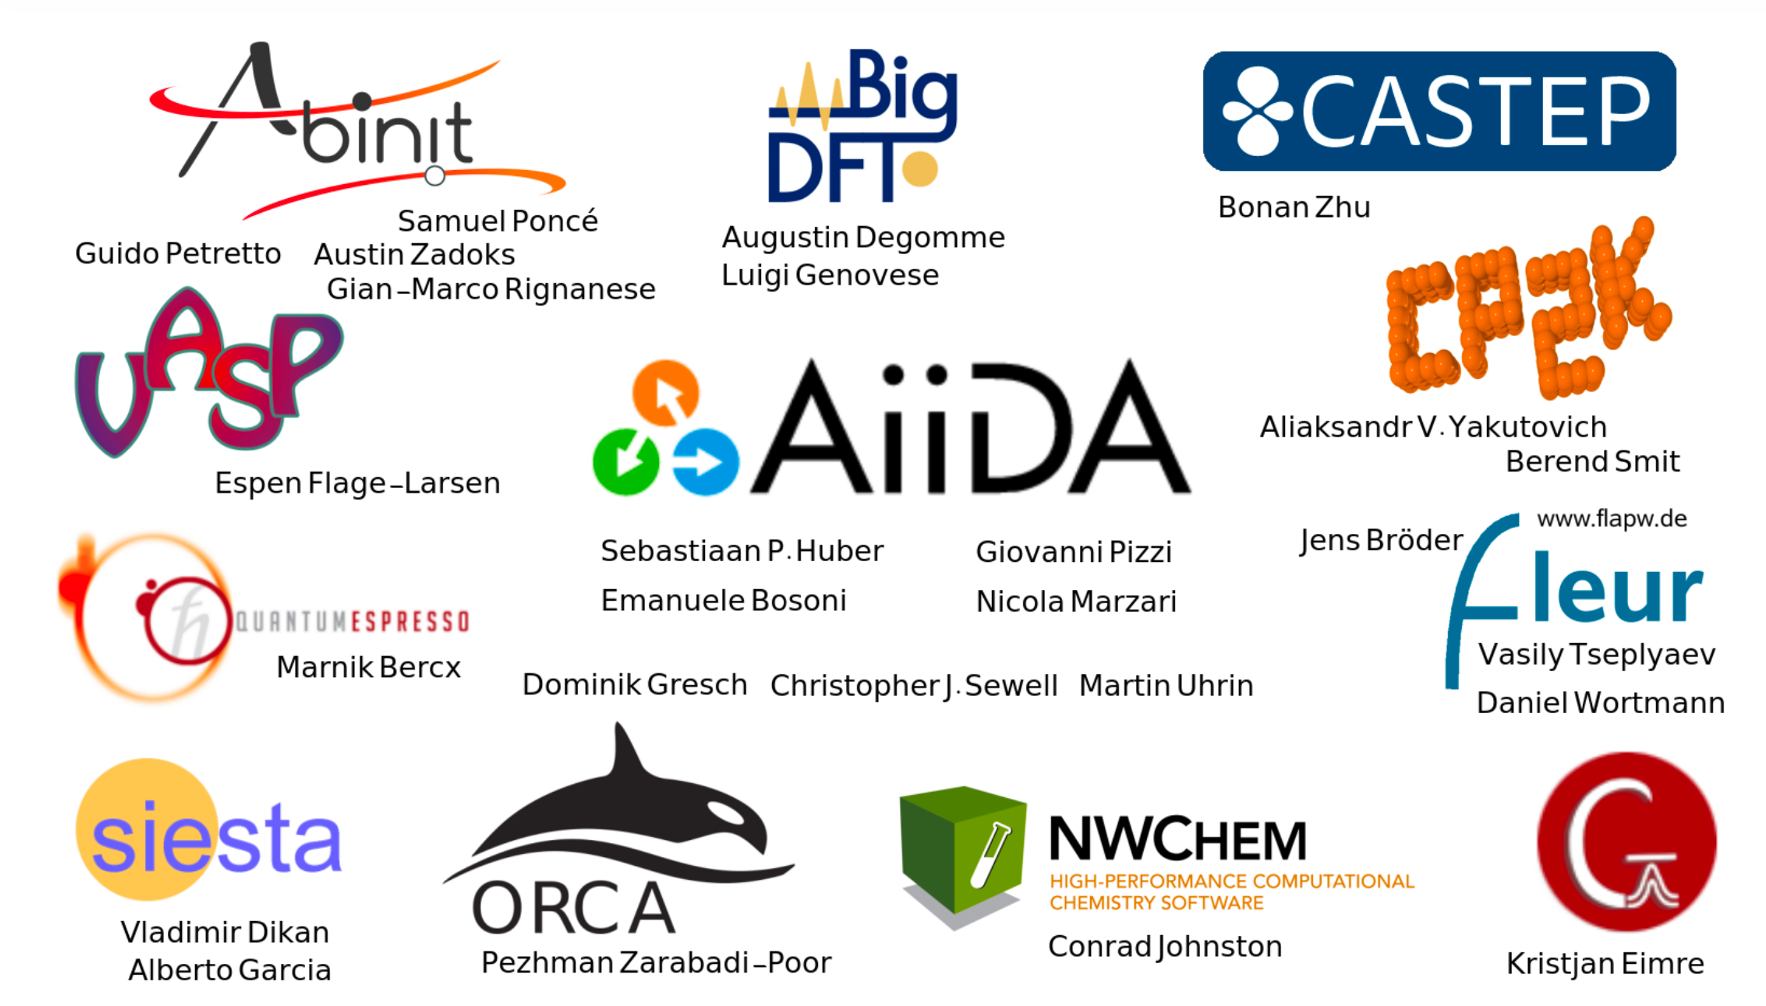 Abinit
Samuel Poncé
Guido Petretto
Austin Zadoks
Gian-Marco Rignanese
Big
DFT
Augustin Degomme
Luigi Genovese
CASTEP
Bonan Zhu
CP2K
Aliaksandr V. Yakutovich
Berend Smit
VASP
Espen Flage-Larsen
AiiDA
Sebastiaan P. Huber
Giovanni Pizzi
Emanuele Bosoni
Nicola Marzari
Dominik Gresch
Christopher J. Sewell
Martin Uhrin
Jens Bröder
www.flapw.de
fleur
Vasily Tseplyaev
Daniel Wortmann
QUANTUMESPRESSO
Marnik Bercx
siesta
Vladimir Dikan
Alberto Garcia
ORCA
Pezhman Zarabadi-Poor
NWCHEM
HIGH-PERFORMANCE COMPUTATIONAL
CHEMISTRY SOFTWARE
Conrad Johnston
Kristjan Eimre